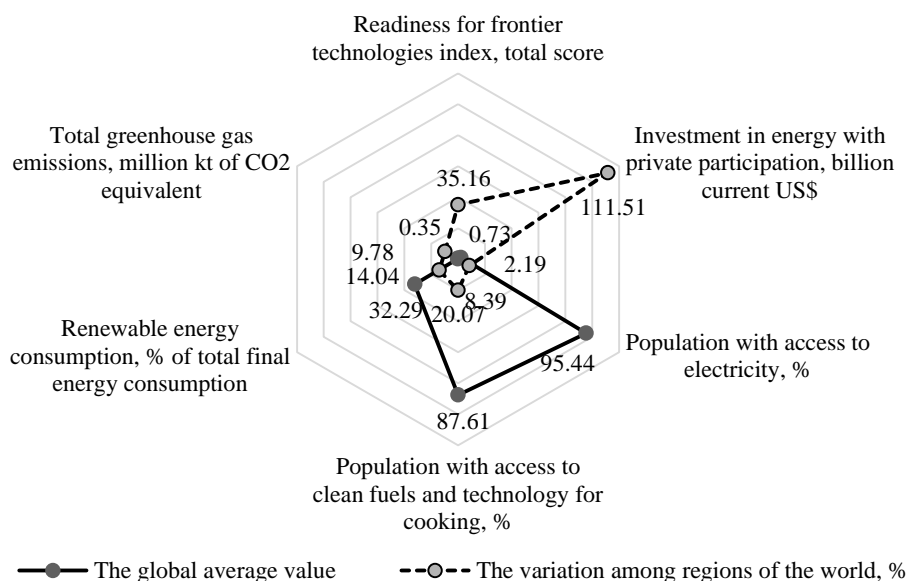 Readiness for frontier
technologies index, total score
Total greenhouse gas
emissions, million kt of CO2
equivalent
Investment in energy with
private participation, billion
current US$
35.16
111.51
0.35
0.73
9.78
2.19
14.04
32.29
20.07
8.39
Renewable energy
consumption, % of total final
energy consumption
Population with access to
electricity, %
95.44
87.61
Population with access to
clean fuels and technology for
cooking, %
The global average value
The variation among regions of the world, %